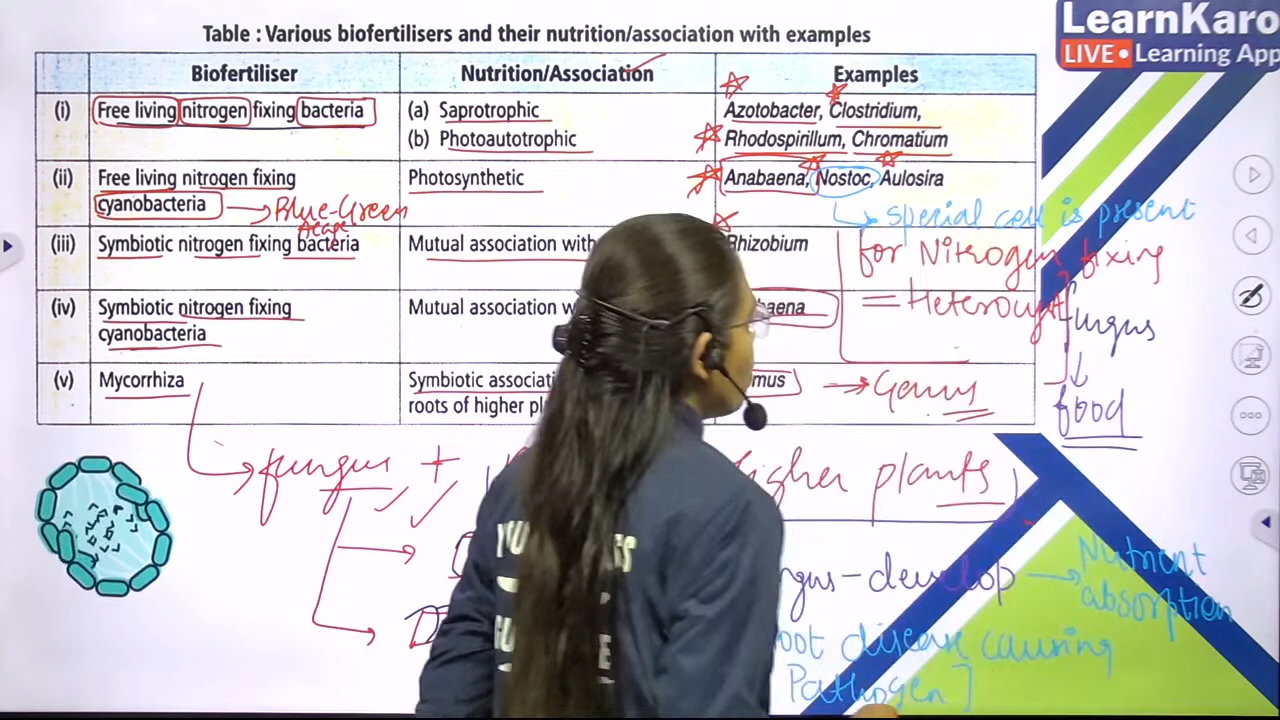 Table : Various biofertilisers and their nutrition/association with examples
LearnKaro
LIVE • Learning App
Biofertiliser Nutrition/Association Examples
(i) Free living nitrogen fixing bacteria (a) Saprotrophic Azotobacter, Clostridium,
(b) Photoautotrophic Rhodospirillum, Chromatium
(ii) Free living nitrogen fixing Photosynthetic Anabaena, Nostoc, Aulosira
cyanobacteria → Blue-Green
Algae
→ special cell is present
for Nitrogen fixing
= Heterocyst
(iii) Symbiotic nitrogen fixing bacteria Mutual association with Rhizobium
(iv) Symbiotic nitrogen fixing Mutual association
cyanobacteria
fungus
↓
food
(v) Mycorrhiza Symbiotic → Genus
roots of higher
→ fungus + higher plants
develop → Nutrient
absorption
disease causing
Pathogen]